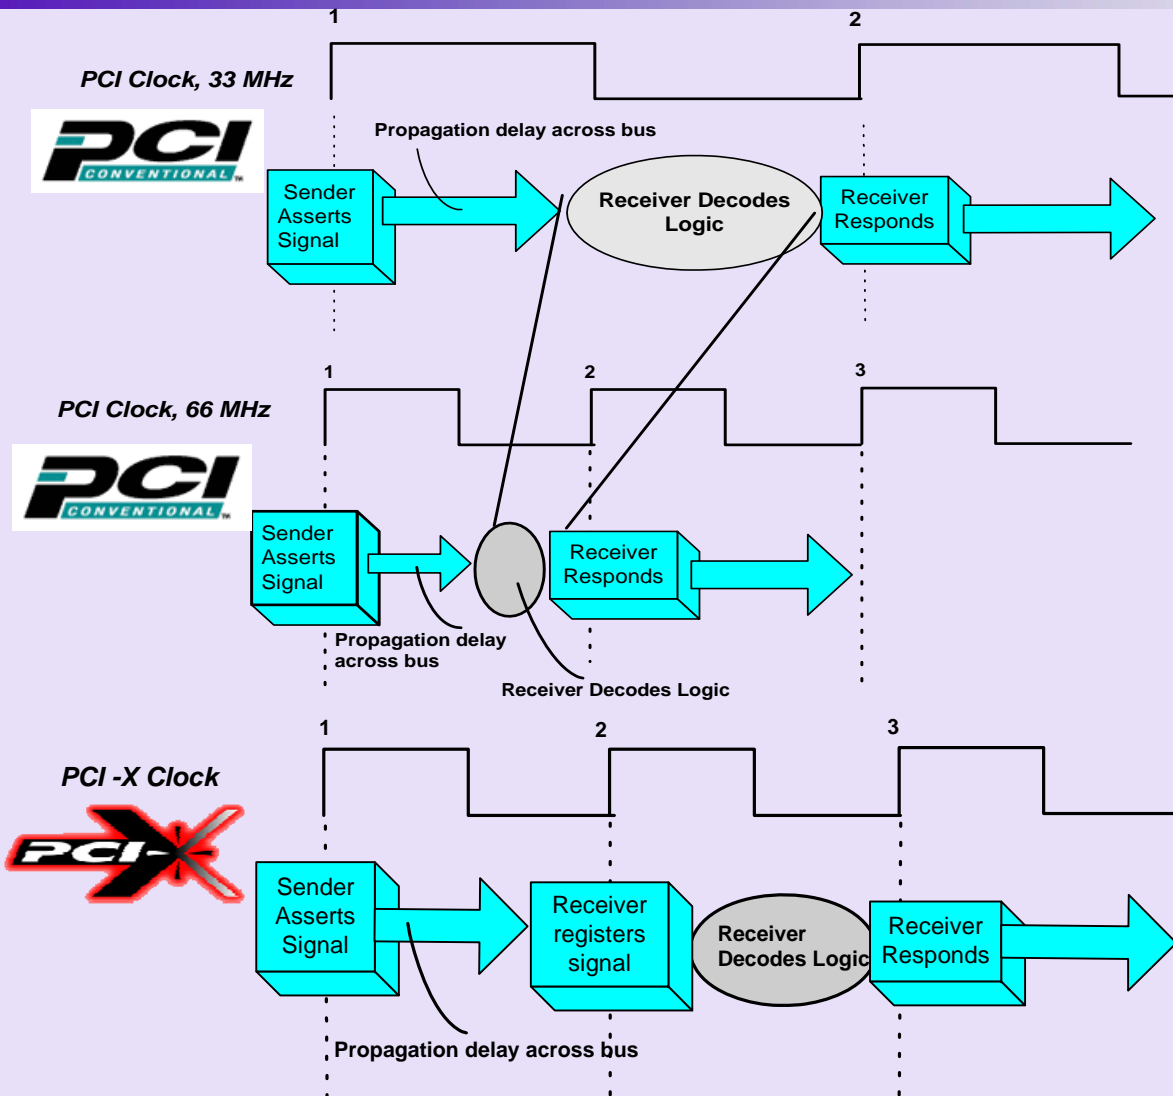 1
2
PCI Clock, 33 MHz
PCI
CONVENTIONAL™
Propagation delay across bus
Sender
Asserts
Signal
Receiver Decodes
Logic
Receiver
Responds
1
2
3
PCI Clock, 66 MHz
PCI
CONVENTIONAL™
Sender
Asserts
Signal
Receiver
Responds
Propagation delay
across bus
Receiver Decodes Logic
1
2
3
PCI -X Clock
PCI-X
Sender
Asserts
Signal
Receiver
registers
signal
Receiver
Decodes Logic
Receiver
Responds
Propagation delay across bus